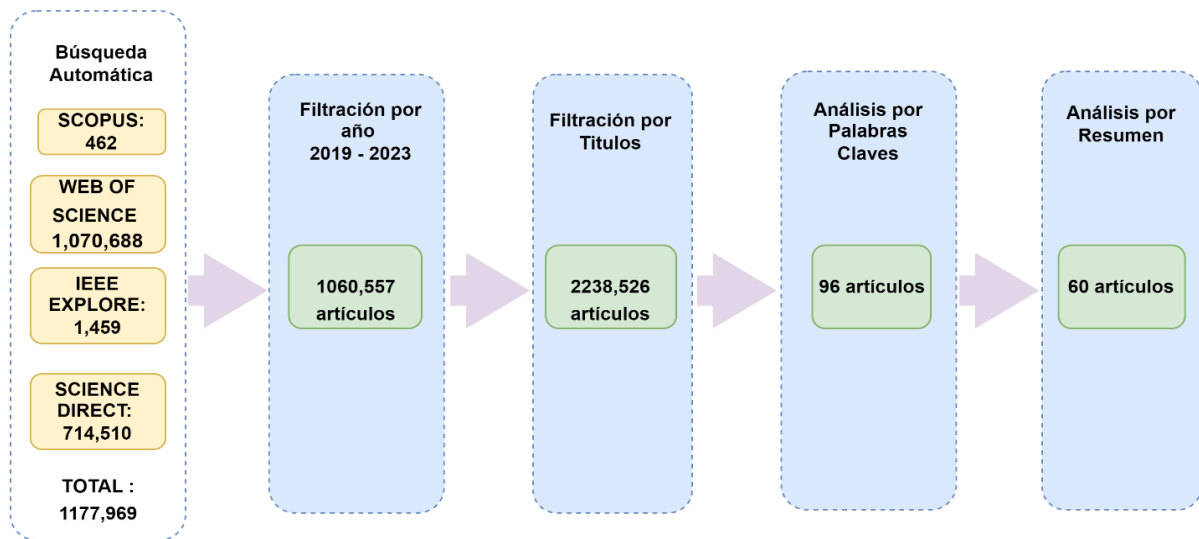 Búsqueda
Automática
SCOPUS:
462
WEB OF
SCIENCE
1,070,688
IEEE
EXPLORE:
1,459
SCIENCE
DIRECT:
714,510
TOTAL :
1177,969
Filtración por
año
2019 - 2023
1060,557
artículos
Filtración por
Titulos
2238,526
artículos
Análisis por
Palabras
Claves
96 artículos
Análisis por
Resumen
60 artículos